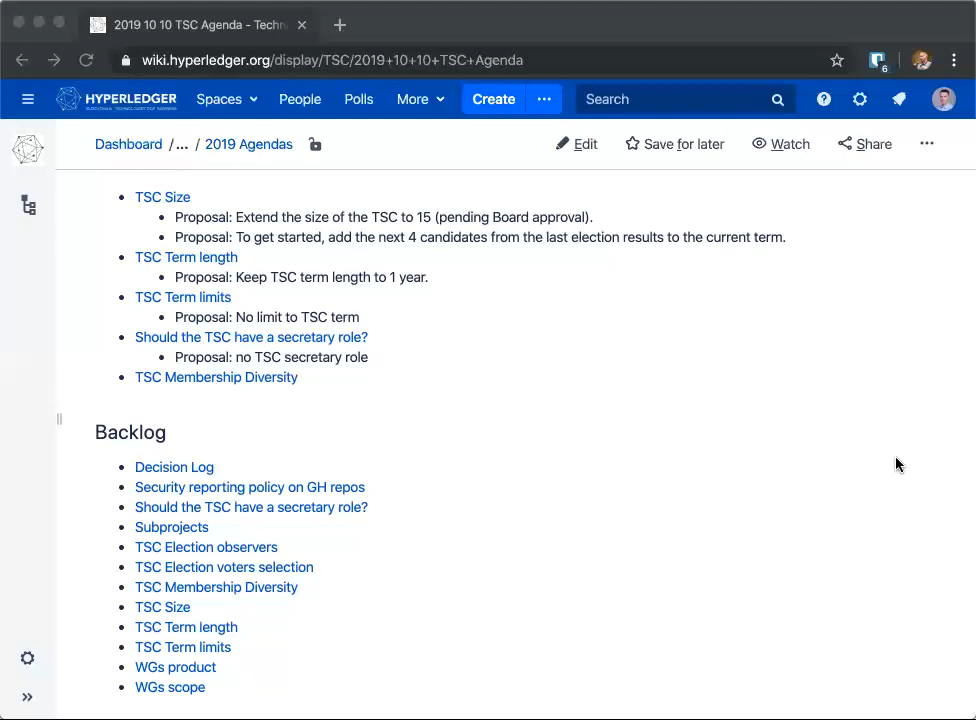 2019 10 10 TSC Agenda - Techn
wiki.hyperledger.org/display/TSC/2019+10+10+TSC+Agenda
6
HYPERLEDGER
Spaces
People
Polls
More
Create
Search
Dashboard / ... / 2019 Agendas
Edit
Save for later
Watch
Share
TSC Size
Proposal: Extend the size of the TSC to 15 (pending Board approval).
Proposal: To get started, add the next 4 candidates from the last election results to the current term.
TSC Term length
Proposal: Keep TSC term length to 1 year.
TSC Term limits
Proposal: No limit to TSC term
Should the TSC have a secretary role?
Proposal: no TSC secretary role
TSC Membership Diversity
Backlog
Decision Log
Security reporting policy on GH repos
Should the TSC have a secretary role?
Subprojects
TSC Election observers
TSC Election voters selection
TSC Membership Diversity
TSC Size
TSC Term length
TSC Term limits
WGs product
WGs scope